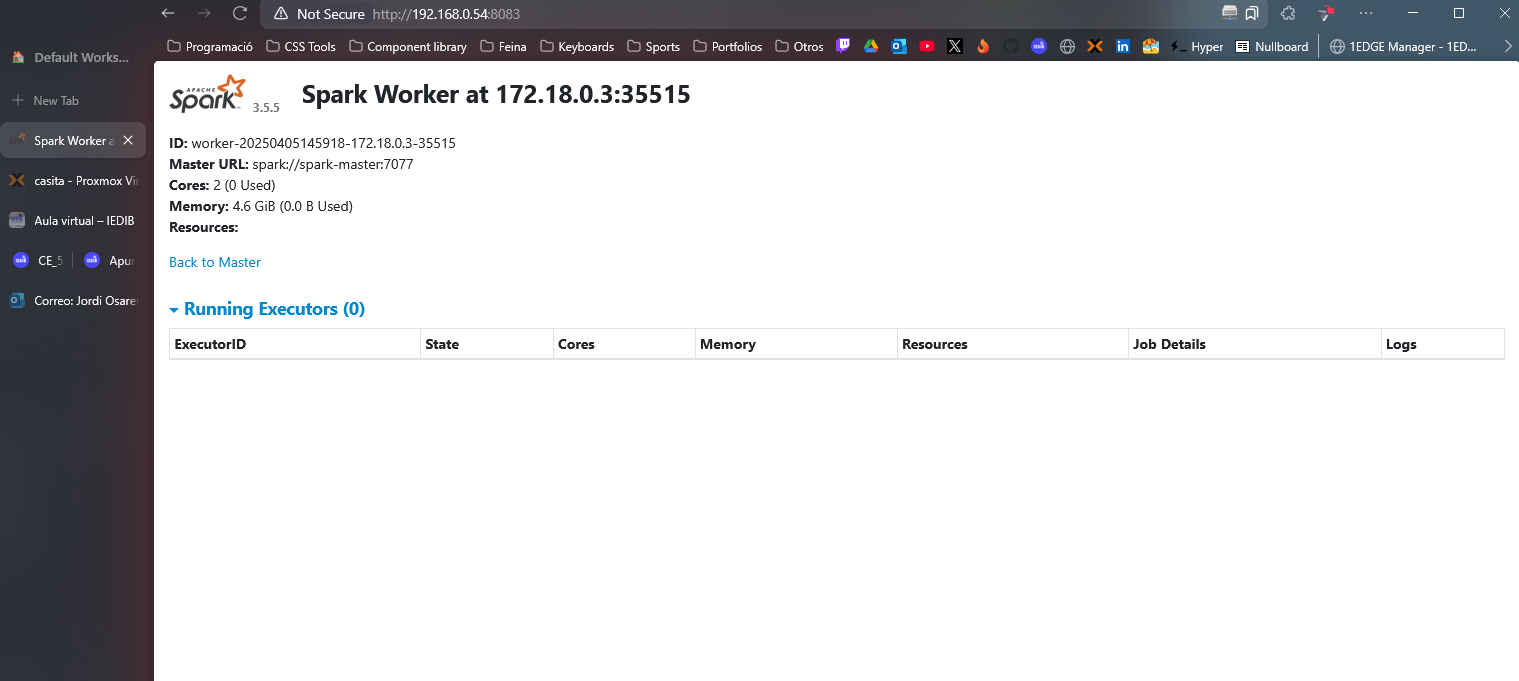 Not Secure http://192.168.0.54:8083
Programació CSS Tools Component library Feina Keyboards Sports Portfolios Otros Hyper Nullboard 1EDGE Manager - 1ED...
Default Works...
New Tab
Spark Worker a
casita - Proxmox Vir
Aula virtual – IEDIB
CE_5 Apun
Correo: Jordi Osaren
APACHE
Spark 3.5.5 Spark Worker at 172.18.0.3:35515
ID: worker-20250405145918-172.18.0.3-35515
Master URL: spark://spark-master:7077
Cores: 2 (0 Used)
Memory: 4.6 GiB (0.0 B Used)
Resources:
Back to Master
Running Executors (0)
ExecutorID State Cores Memory Resources Job Details Logs